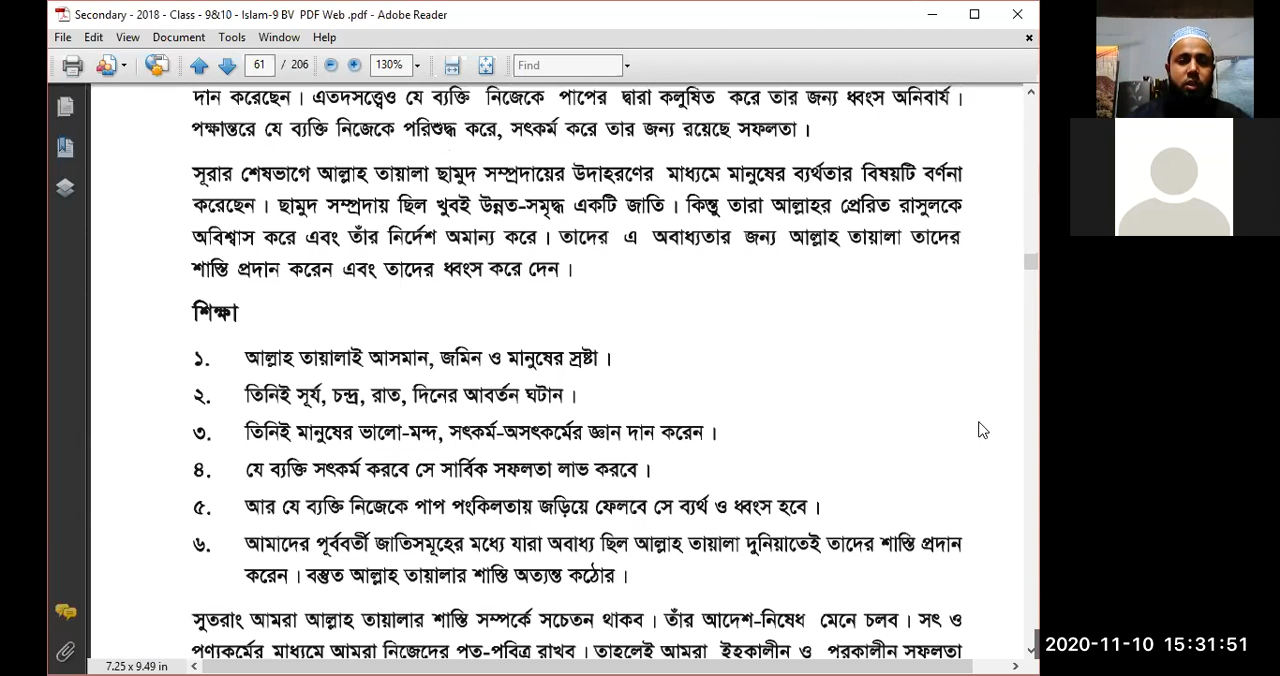 Secondary - 2018 - Class - 9&10 - Islam-9 BV PDF Web .pdf - Adobe Reader
File Edit View Document Tools Window Help
61 / 206 130% Find
দান করেছেন। এতদসত্ত্বেও যে ব্যক্তি নিজেকে পাপের দ্বারা কলুষিত করে তার জন্য ধ্বংস অনিবার্য।
পক্ষান্তরে যে ব্যক্তি নিজেকে পরিশুদ্ধ করে, সৎকর্ম করে তার জন্য রয়েছে সফলতা।
সূরার শেষভাগে আল্লাহ তায়ালা ছামুদ সম্প্রদায়ের উদাহরণের মাধ্যমে মানুষের ব্যর্থতার বিষয়টি বর্ণনা
করেছেন। ছামুদ সম্প্রদায় ছিল খুবই উন্নত-সমৃদ্ধ একটি জাতি। কিন্তু তারা আল্লাহর প্রেরিত রাসুলকে
অবিশ্বাস করে এবং তাঁর নির্দেশ অমান্য করে। তাদের এ অবাধ্যতার জন্য আল্লাহ তায়ালা তাদের
শাস্তি প্রদান করেন এবং তাদের ধ্বংস করে দেন।
শিক্ষা
১. আল্লাহ তায়ালাই আসমান, জমিন ও মানুষের স্রষ্টা।
২. তিনিই সূর্য, চন্দ্র, রাত, দিনের আবর্তন ঘটান।
৩. তিনিই মানুষের ভালো-মন্দ, সৎকর্ম-অসৎকর্মের জ্ঞান দান করেন।
৪. যে ব্যক্তি সৎকর্ম করবে সে সার্বিক সফলতা লাভ করবে।
৫. আর যে ব্যক্তি নিজেকে পাপ পংকিলতায় জড়িয়ে ফেলবে সে ব্যর্থ ও ধ্বংস হবে।
৬. আমাদের পূর্ববর্তী জাতিসমূহের মধ্যে যারা অবাধ্য ছিল আল্লাহ তায়ালা দুনিয়াতেই তাদের শাস্তি প্রদান
করেন। বস্তুত আল্লাহ তায়ালার শাস্তি অত্যন্ত কঠোর।
সুতরাং আমরা আল্লাহ তায়ালার শাস্তি সম্পর্কে সচেতন থাকব। তাঁর আদেশ-নিষেধ মেনে চলব। সৎ ও
পুণ্যকর্মের মাধ্যমে আমরা নিজেদের পূত-পবিত্র রাখব। তাহলেই আমরা ইহকালীন ও পরকালীন সফলতা
7.25 x 9.49 in
2020-11-10 15:31:51